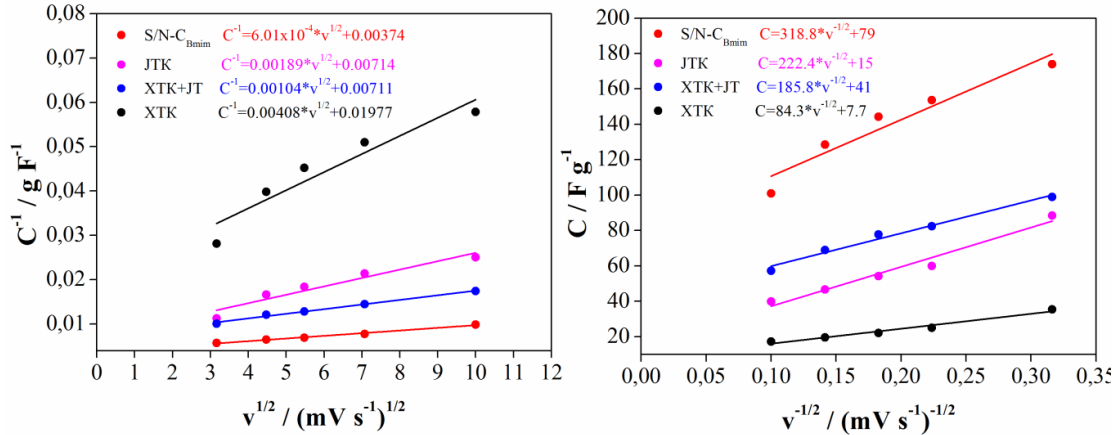 0,08
0,07
0,06
0,05
0,04
0,03
0,02
0,01
C⁻¹ / g F⁻¹
S/N-C_Bmim C⁻¹=6.01x10⁻⁴*v^1/2+0.00374
JTK C⁻¹=0.00189*v^1/2+0.00714
XTK+JT C⁻¹=0.00104*v^1/2+0.00711
XTK C⁻¹=0.00408*v^1/2+0.01977
0 1 2 3 4 5 6 7 8 9 10 11 12
v^1/2 / (mV s⁻¹)^1/2
200
180
160
140
120
100
80
60
40
20
C / F g⁻¹
S/N-C_Bmim C=318.8*v^-1/2+79
JTK C=222.4*v^-1/2+15
XTK+JT C=185.8*v^-1/2+41
XTK C=84.3*v^-1/2+7.7
0,00 0,05 0,10 0,15 0,20 0,25 0,30 0,35
v^-1/2 / (mV s⁻¹)^-1/2